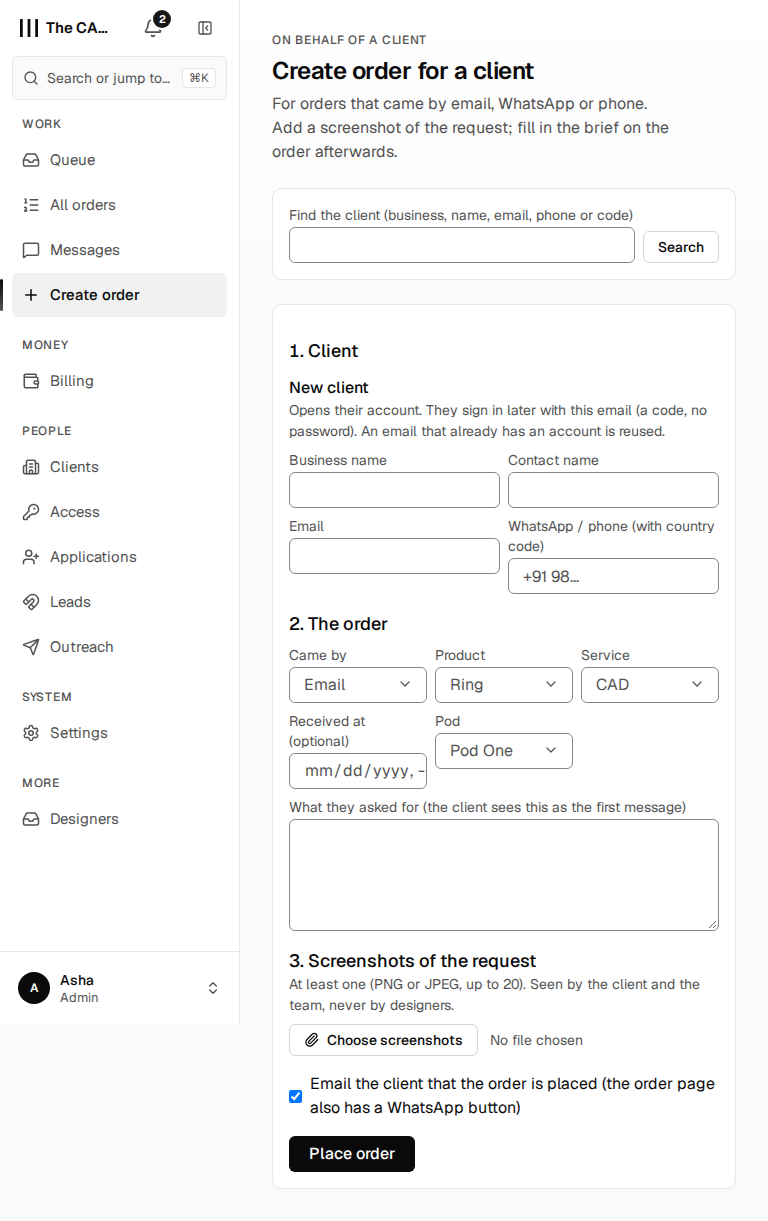 The CA...
2
Search or jump to...
⌘K
WORK
Queue
All orders
Messages
Create order
MONEY
Billing
PEOPLE
Clients
Access
Applications
Leads
Outreach
SYSTEM
Settings
MORE
Designers
A
Asha
Admin
ON BEHALF OF A CLIENT
Create order for a client
For orders that came by email, WhatsApp or phone.
Add a screenshot of the request; fill in the brief on the
order afterwards.
Find the client (business, name, email, phone or code)
Search
1. Client
New client
Opens their account. They sign in later with this email (a code, no
password). An email that already has an account is reused.
Business name
Contact name
Email
WhatsApp / phone (with country
code)
+91 98...
2. The order
Came by
Product
Service
Email
Ring
CAD
Received at
(optional)
Pod
mm/dd/yyyy, -
Pod One
What they asked for (the client sees this as the first message)
3. Screenshots of the request
At least one (PNG or JPEG, up to 20). Seen by the client and the
team, never by designers.
Choose screenshots
No file chosen
Email the client that the order is placed (the order page
also has a WhatsApp button)
Place order